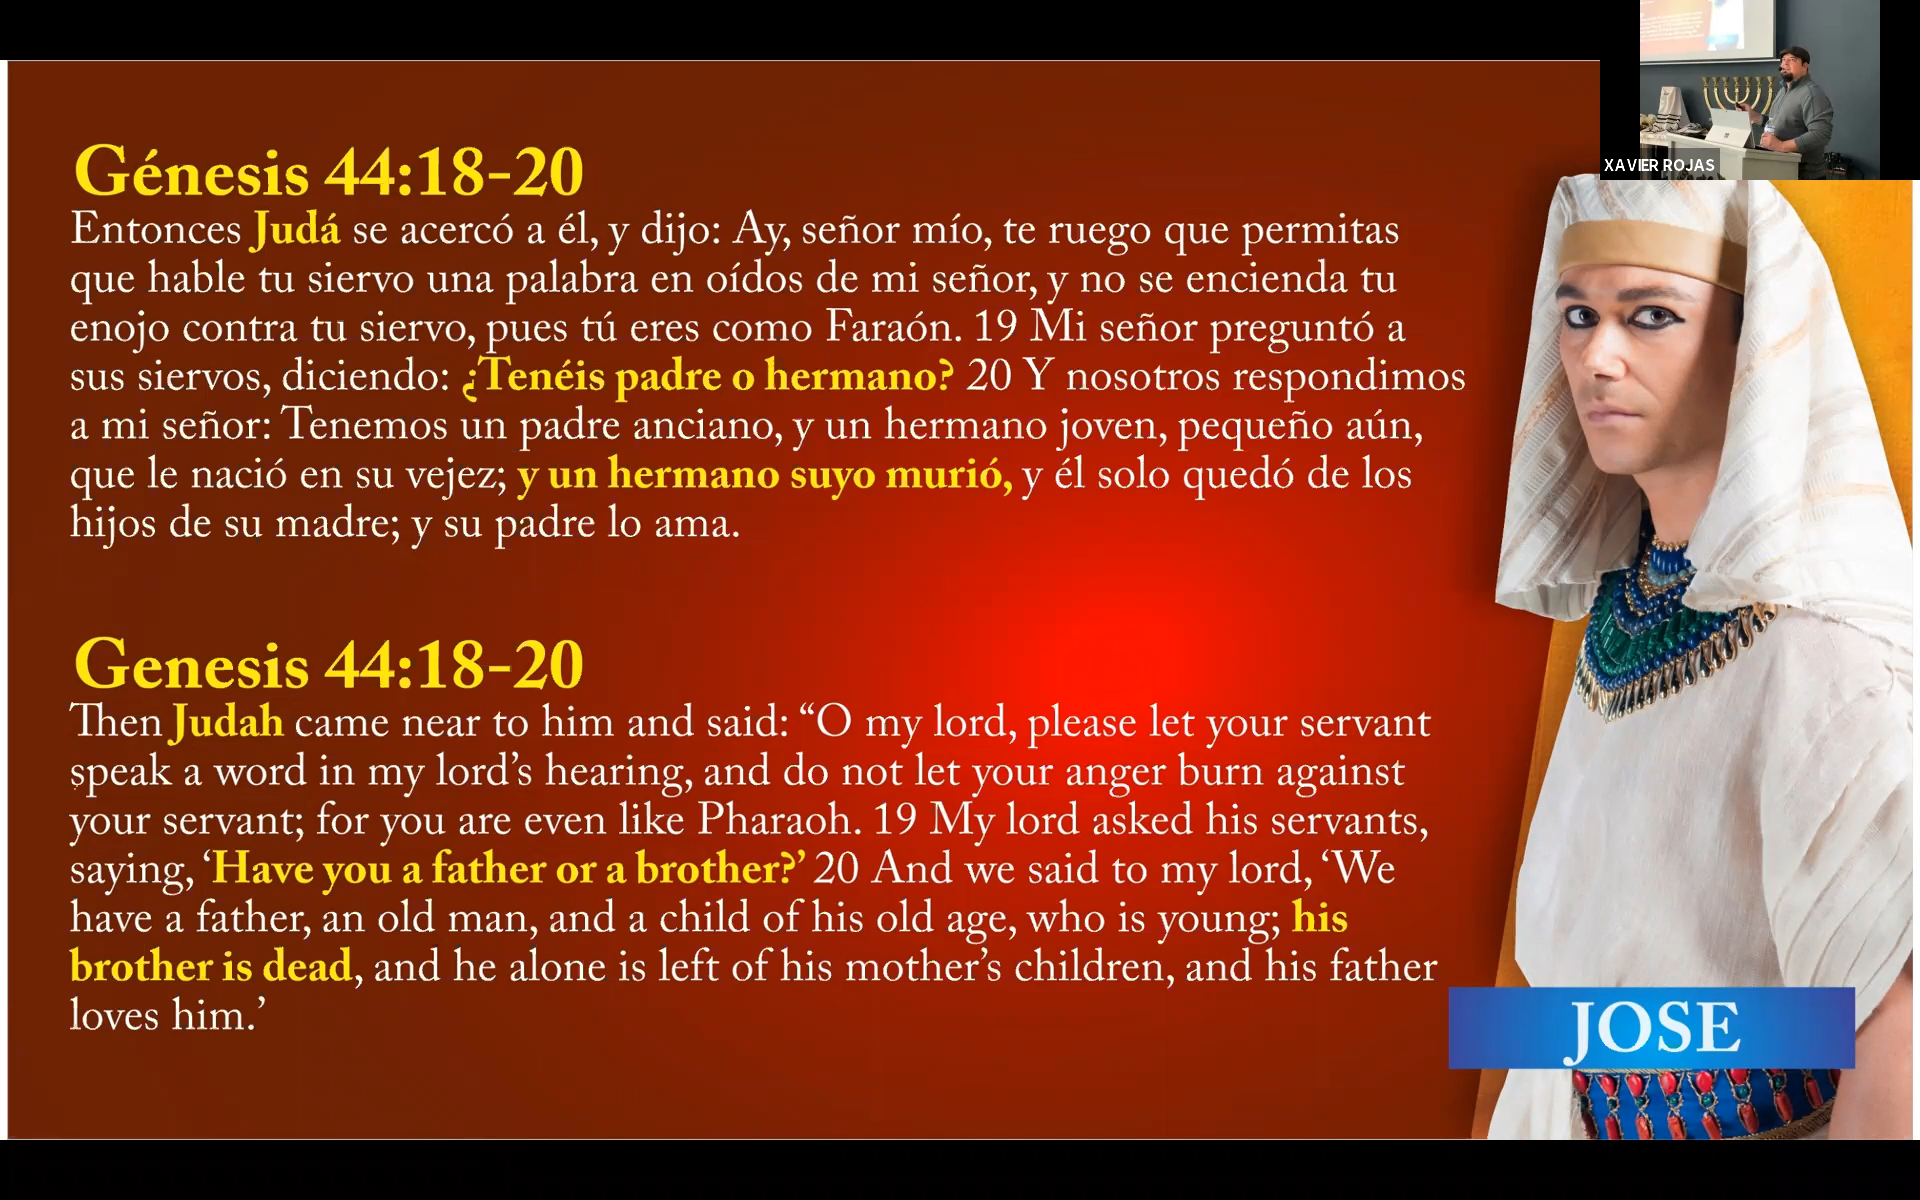 Génesis 44:18-20
Entonces Judá se acercó a él, y dijo: Ay, señor mío, te ruego que permitas
que hable tu siervo una palabra en oídos de mi señor, y no se encienda tu
enojo contra tu siervo, pues tú eres como Faraón. 19 Mi señor preguntó a
sus siervos, diciendo: ¿Tenéis padre o hermano? 20 Y nosotros respondimos
a mi señor: Tenemos un padre anciano, y un hermano joven, pequeño aún,
que le nació en su vejez; y un hermano suyo murió, y él solo quedó de los
hijos de su madre; y su padre lo ama.
Genesis 44:18-20
Then Judah came near to him and said: “O my lord, please let your servant
speak a word in my lord’s hearing, and do not let your anger burn against
your servant; for you are even like Pharaoh. 19 My lord asked his servants,
saying, ‘Have you a father or a brother?’ 20 And we said to my lord, ‘We
have a father, an old man, and a child of his old age, who is young; his
brother is dead, and he alone is left of his mother’s children, and his father
loves him.’
XAVIER ROJAS
JOSE